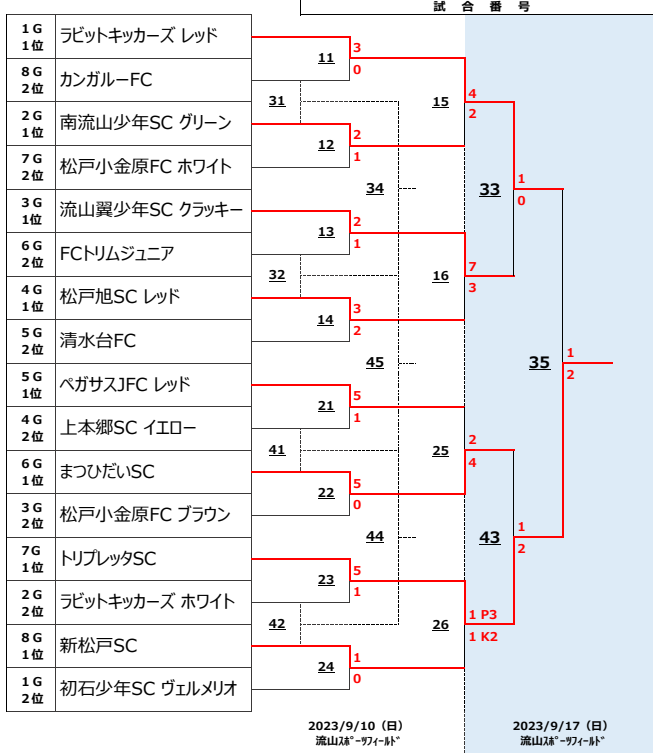 試 合 番 号
1G
1位
ラビットキッカーズ レッド
8G
2位
カンガルーFC
2G
1位
南流山少年SC グリーン
7G
2位
松戸小金原FC ホワイト
3G
1位
流山翼少年SC クラッキー
6G
2位
FCトリムジュニア
4G
1位
松戸旭SC レッド
5G
2位
清水台FC
5G
1位
ペガサスJFC レッド
4G
2位
上本郷SC イエロー
6G
1位
まつひだいSC
3G
2位
松戸小金原FC ブラウン
7G
1位
トリプレッタSC
2G
2位
ラビットキッカーズ ホワイト
8G
1位
新松戸SC
1G
2位
初石少年SC ヴェルメリオ
11
3
0
31
12
2
1
13
2
1
32
14
3
2
21
5
1
41
22
5
0
23
5
1
42
24
1
0
34
45
44
15
4
2
16
7
3
25
2
4
26
1 P3
1 K2
33
1
0
43
1
2
35
1
2
2023/9/10（日）
流山ｽﾎﾟｰﾂﾌｨｰﾙﾄﾞ
2023/9/17（日）
流山ｽﾎﾟｰﾂﾌｨｰﾙﾄﾞ